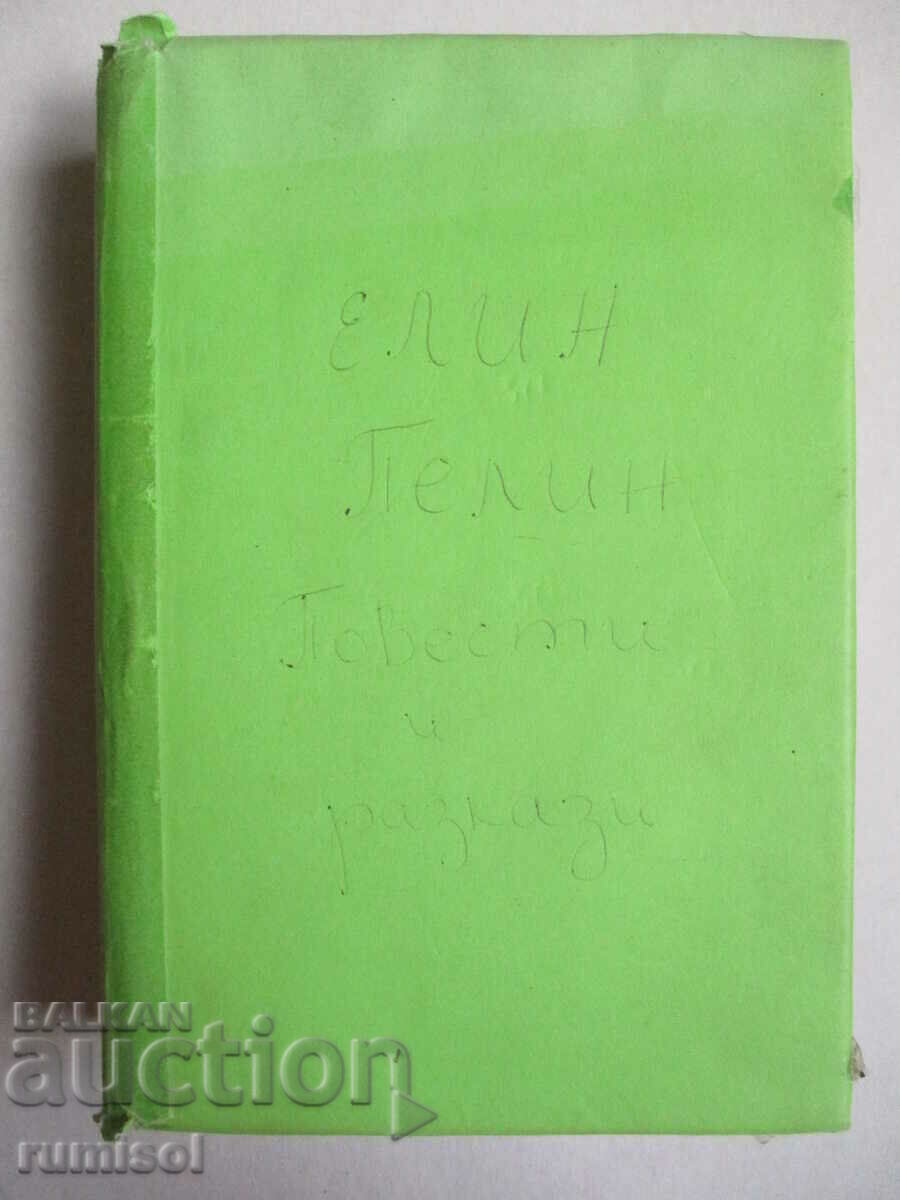 Елин
Пелин
Повести
и
разкази
BALKAN
auction
rumisol